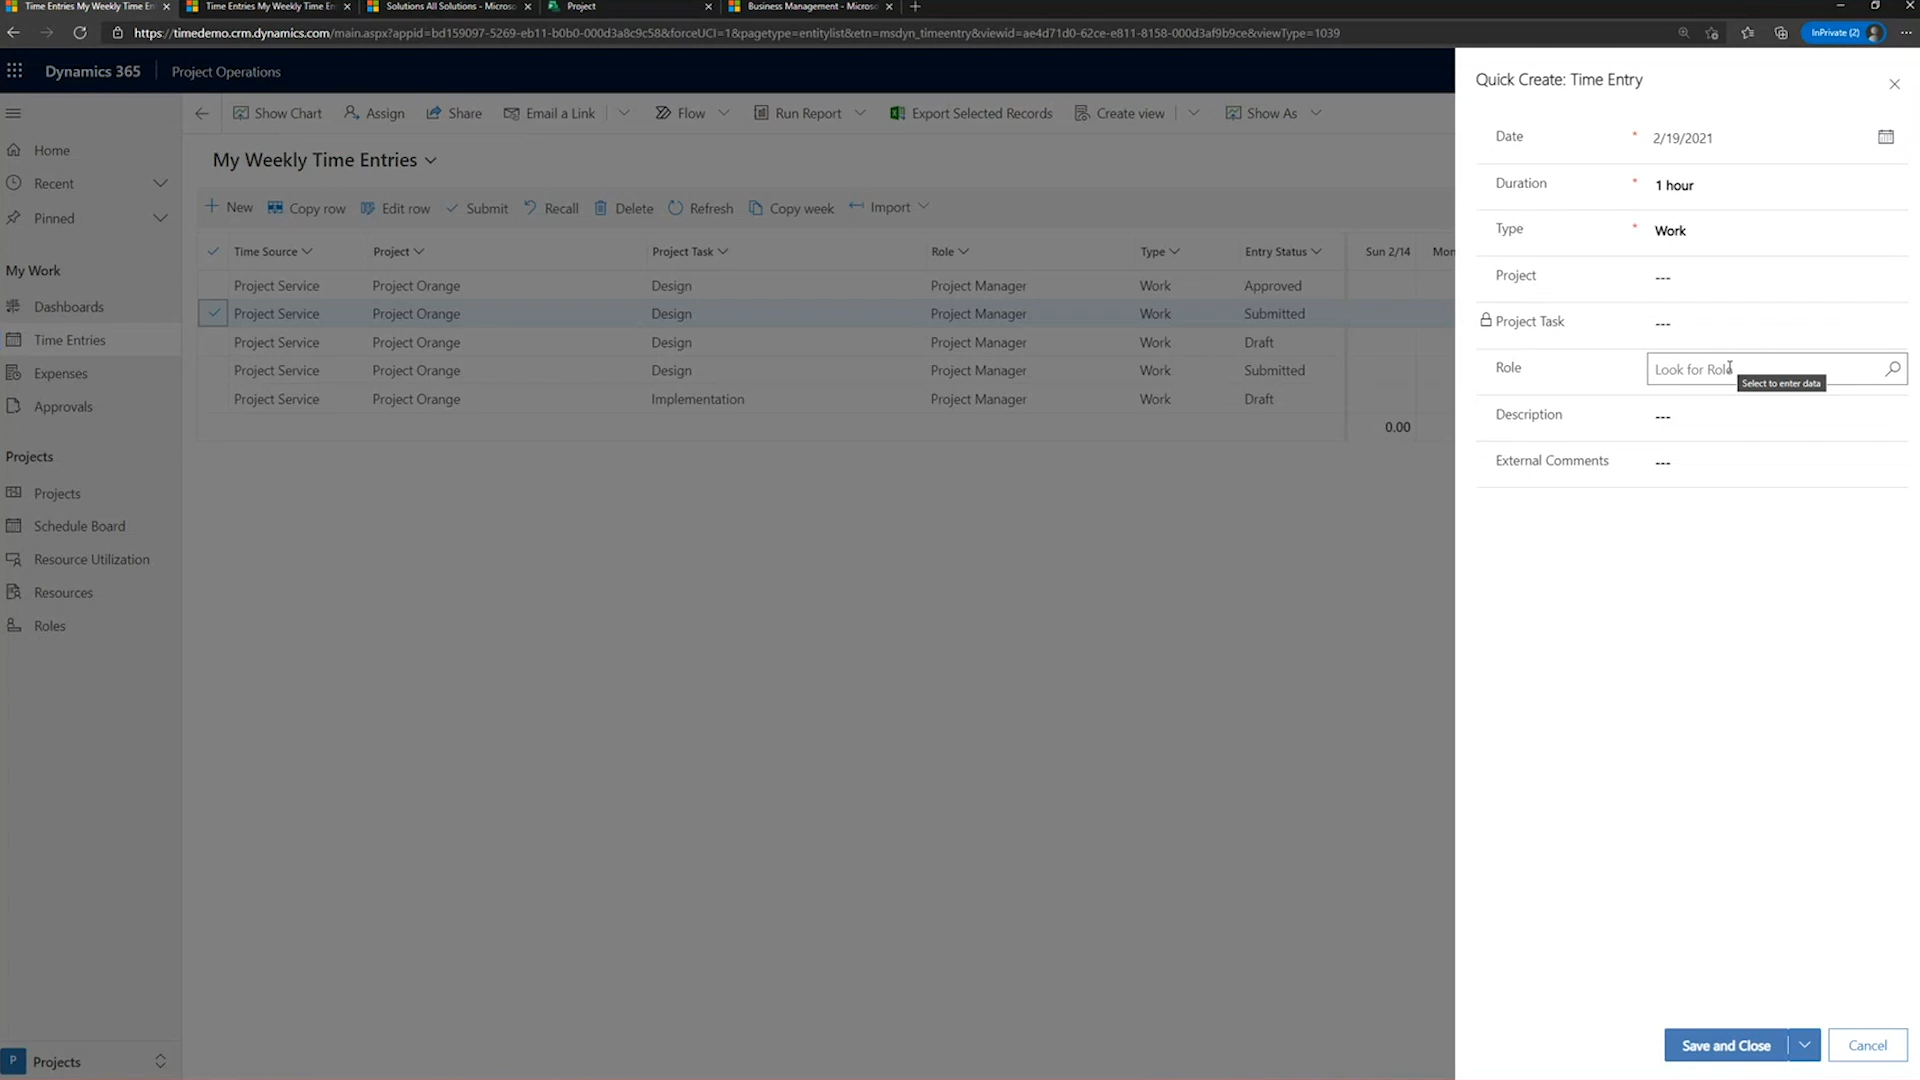 Time Entries My Weekly Time En
Time Entries My Weekly Time En
Solutions All Solutions - Micros
Project
Business Management - Micros
https://timedemo.crm.dynamics.com/main.aspx?appid=bd159097-5269-eb11-b0b0-000d3a8c9c58&forceUCI=1&pagetype=entitylist&etn=msdyn_timeentry&viewid=ae4d71d0-62ce-e811-8158-000d3af9b9ce&viewType=1039
InPrivate (2)
Dynamics 365
Project Operations
Home
Recent
Pinned
My Work
Dashboards
Time Entries
Expenses
Approvals
Projects
Projects
Schedule Board
Resource Utilization
Resources
Roles
P Projects
Show Chart Assign Share Email a Link Flow Run Report Export Selected Records Create view Show As
My Weekly Time Entries
New Copy row Edit row Submit Recall Delete Refresh Copy week Import
Time Source Project Project Task Role Type Entry Status Sun 2/14 Mon
Project Service Project Orange Design Project Manager Work Approved
Project Service Project Orange Design Project Manager Work Submitted
Project Service Project Orange Design Project Manager Work Draft
Project Service Project Orange Design Project Manager Work Submitted
Project Service Project Orange Implementation Project Manager Work Draft
0.00
Quick Create: Time Entry
Date * 2/19/2021
Duration * 1 hour
Type * Work
Project ---
Project Task ---
Role Look for Role
Select to enter data
Description ---
External Comments ---
Save and Close
Cancel